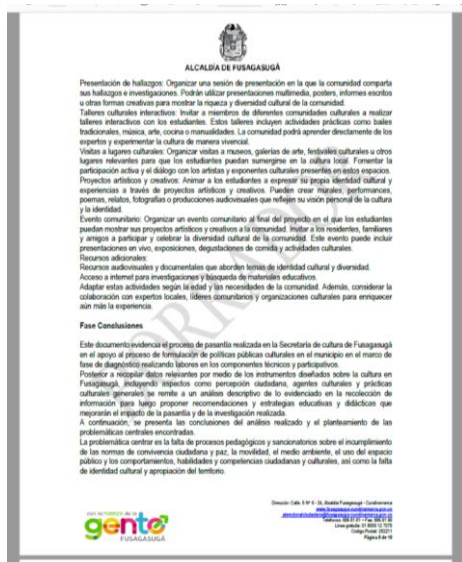 ALCALDÍA DE FUSAGASUGÁ
Presentación de hallazgos: Organizar una sesión de presentación en la que la comunidad comparta
sus hallazgos e investigaciones. Podrán utilizar presentaciones multimedia, posters, informes escritos
u otras formas creativas para mostrar la riqueza y diversidad cultural de la comunidad.
Talleres culturales interactivos: Invitar a miembros de diferentes comunidades culturales a realizar
talleres interactivos con los estudiantes. Estos talleres incluyen actividades prácticas como bailes
tradicionales, música, arte, cocina o manualidades. La comunidad podrá aprender directamente de los
expertos y experimentar la cultura de manera vivencial.
Visitas a lugares culturales: Organizar visitas a museos, galerías de arte, festivales culturales u otros
lugares relevantes para que los estudiantes puedan sumergirse en la cultura local. Fomentar la
participación activa y el diálogo con los artistas y exponentes culturales presentes en estos espacios.
Proyectos artísticos y creativos: Animar a los estudiantes a expresar su propia identidad cultural y
experiencias a través de proyectos artísticos y creativos. Pueden crear murales, performances,
poemas, relatos, fotografías o producciones audiovisuales que reflejen su visión personal de la cultura
y la identidad.
Evento comunitario: Organizar un evento comunitario al final del proyecto en el que los estudiantes
puedan mostrar sus proyectos artísticos y creativos a la comunidad. Invitar a los residentes, familiares
y amigos a participar y celebrar la diversidad cultural de la comunidad. Este evento puede incluir
presentaciones en vivo, exposiciones, degustaciones de comida y actividades culturales.
Recursos adicionales:
Recursos audiovisuales y documentales que aborden temas de identidad cultural y diversidad.
Acceso a internet para investigaciones y búsqueda de materiales educativos.
Adaptar estas actividades según la edad y las necesidades de la comunidad. Además, considerar la
colaboración con expertos locales, líderes comunitarios y organizaciones culturales para enriquecer
aún más la experiencia.
Fase Conclusiones
Este documento evidencia el proceso de pasantía realizada en la Secretaría de cultura de Fusagasugá
en el apoyo al proceso de formulación de políticas públicas culturales en el municipio en el marco de
fase de diagnóstico realizando labores en los componentes técnicos y participativos.
Posterior a recopilar datos relevantes por medio de los instrumentos diseñados sobre la cultura en
Fusagasugá, incluyendo aspectos como percepción ciudadana, agentes culturales y prácticas
culturales generales se remite a un análisis descriptivo de lo evidenciado en la recolección de
información para luego proponer recomendaciones y estrategias educativas y didácticas que
mejorarán el impacto de la pasantía y de la investigación realizada.
A continuación, se presenta las conclusiones del análisis realizado y el planteamiento de las
problemáticas centrales encontradas.
La problemática centrar es la falta de procesos pedagógicos y sancionatorios sobre el incumplimiento
de las normas de convivencia ciudadana y paz, la movilidad, el medio ambiente, el uso del espacio
público y los comportamientos, habilidades y competencias ciudadanas y culturales, así como la falta
de identidad cultural y apropiación del territorio.
BORRADOR
gente
FUSAGASUGÁ